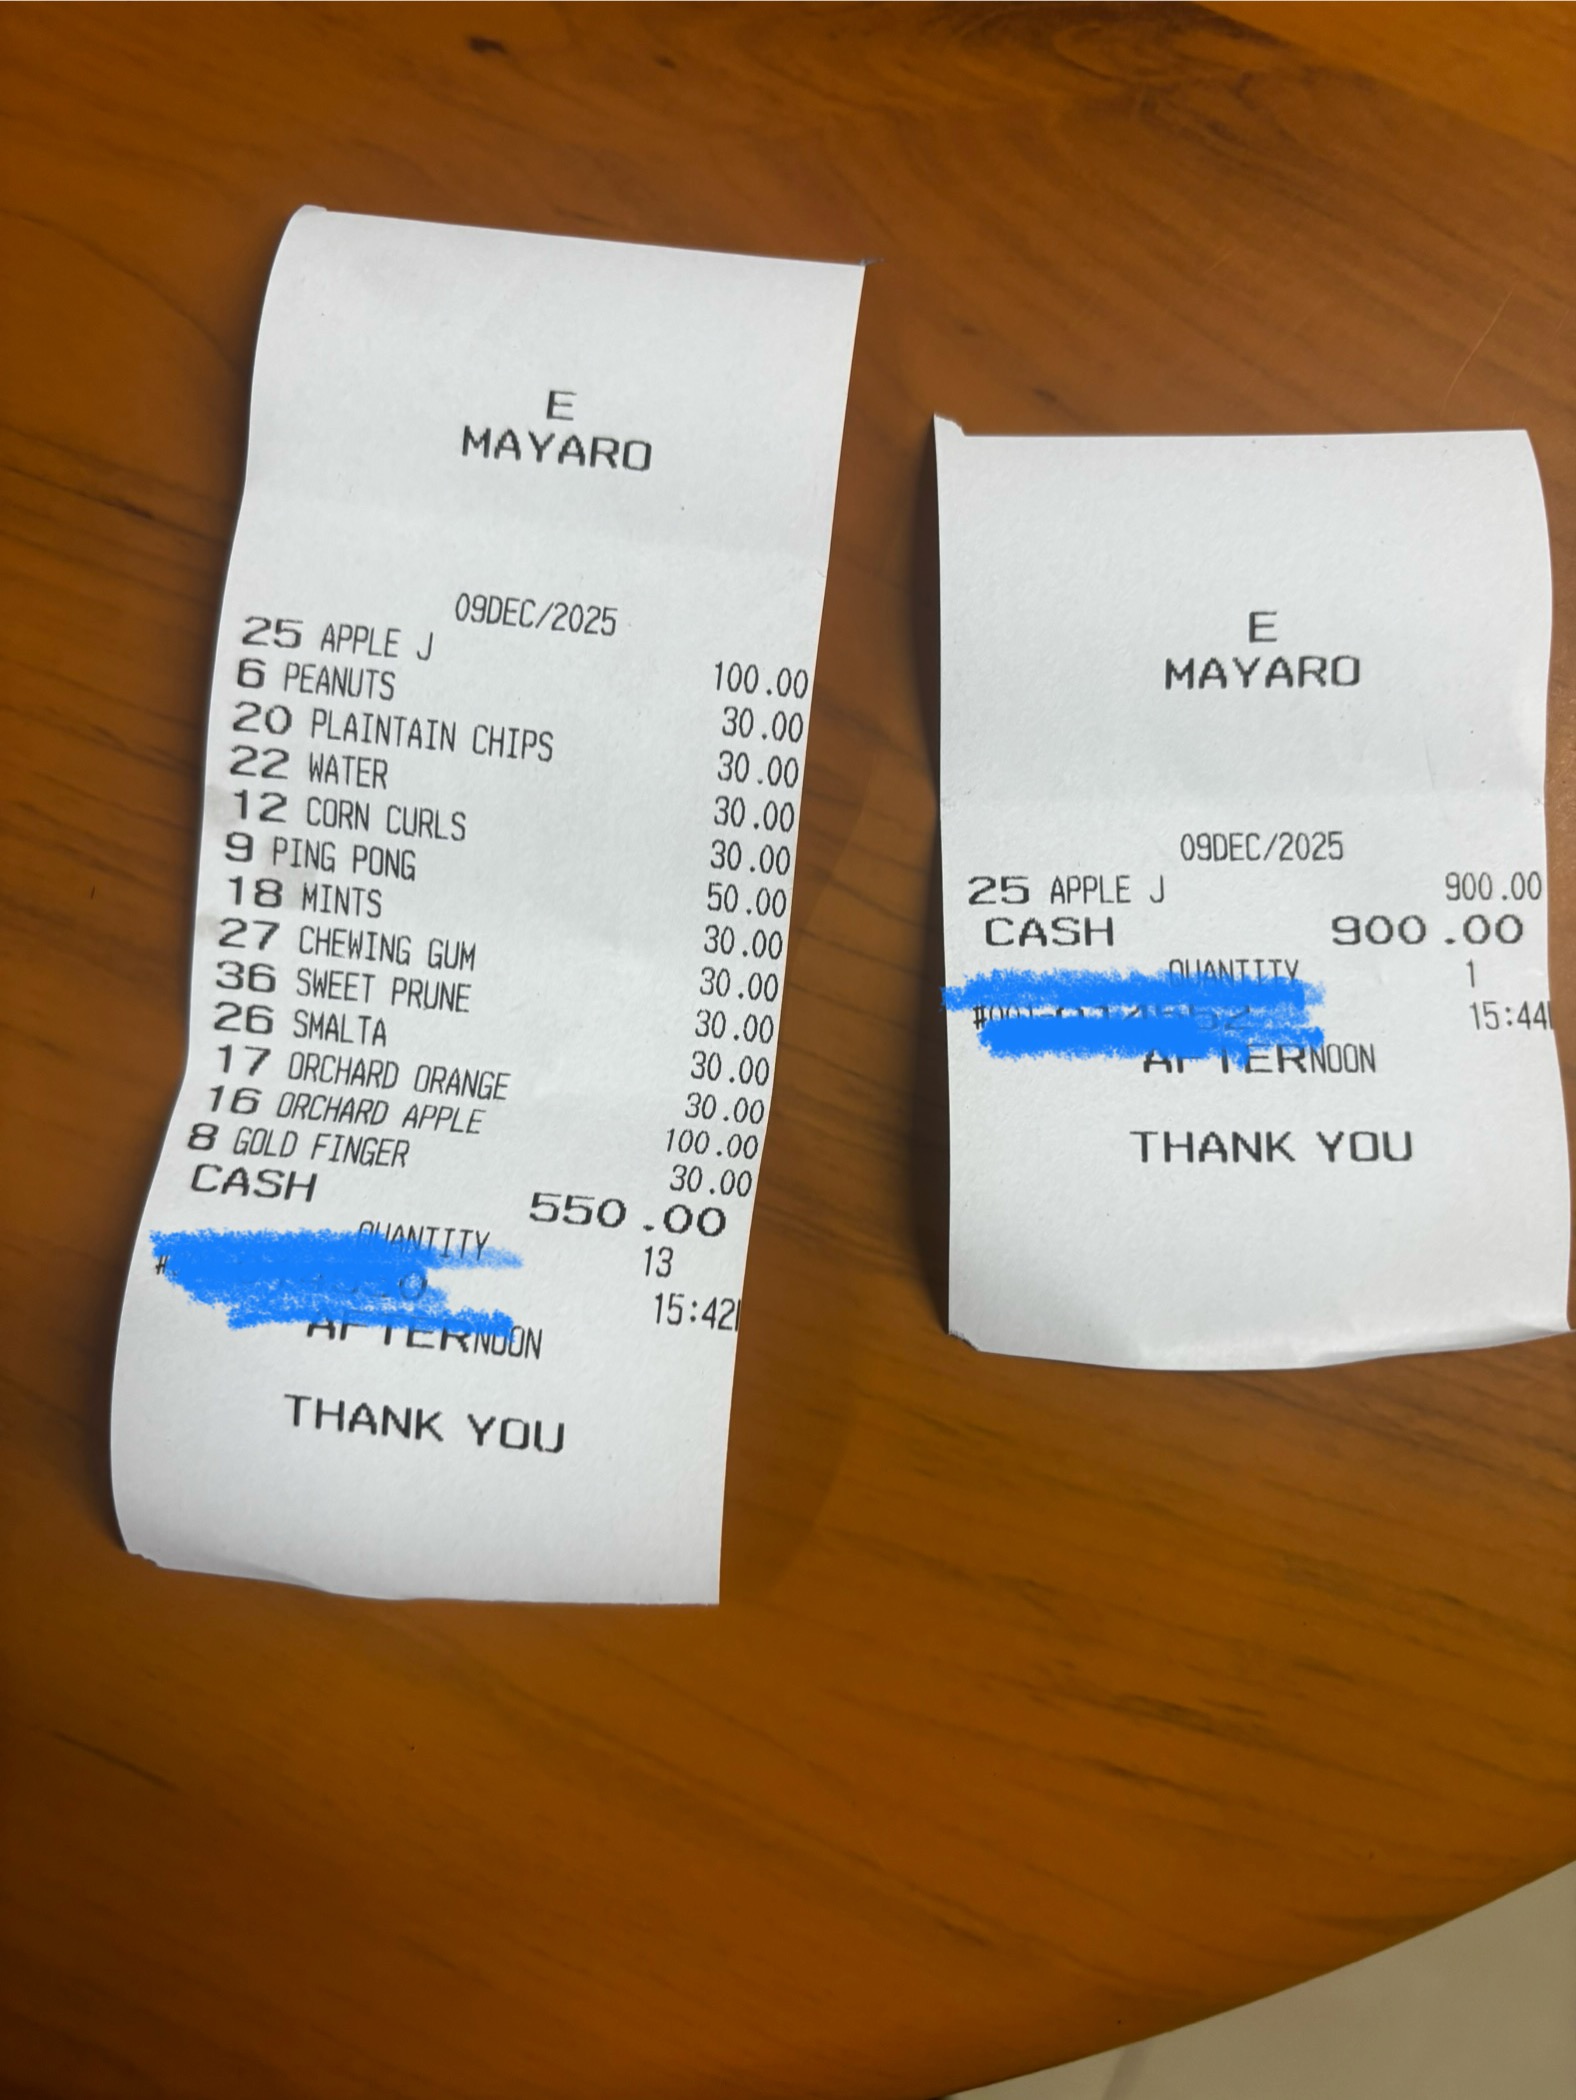 E
MAYARO
09DEC/2025
25 APPLE J 100.00
6 PEANUTS 30.00
20 PLAINTAIN CHIPS 30.00
22 WATER 30.00
12 CORN CURLS 30.00
9 PING PONG 50.00
18 MINTS 30.00
27 CHEWING GUM 30.00
36 SWEET PRUNE 30.00
26 SMALTA 30.00
17 ORCHARD ORANGE 30.00
16 ORCHARD APPLE 100.00
8 GOLD FINGER 30.00
CASH 550.00
QUANTITY 13
15:42
AFTERNOON
THANK YOU
E
MAYARO
09DEC/2025
25 APPLE J 900.00
CASH 900.00
QUANTITY 1
15:44
AFTERNOON
THANK YOU